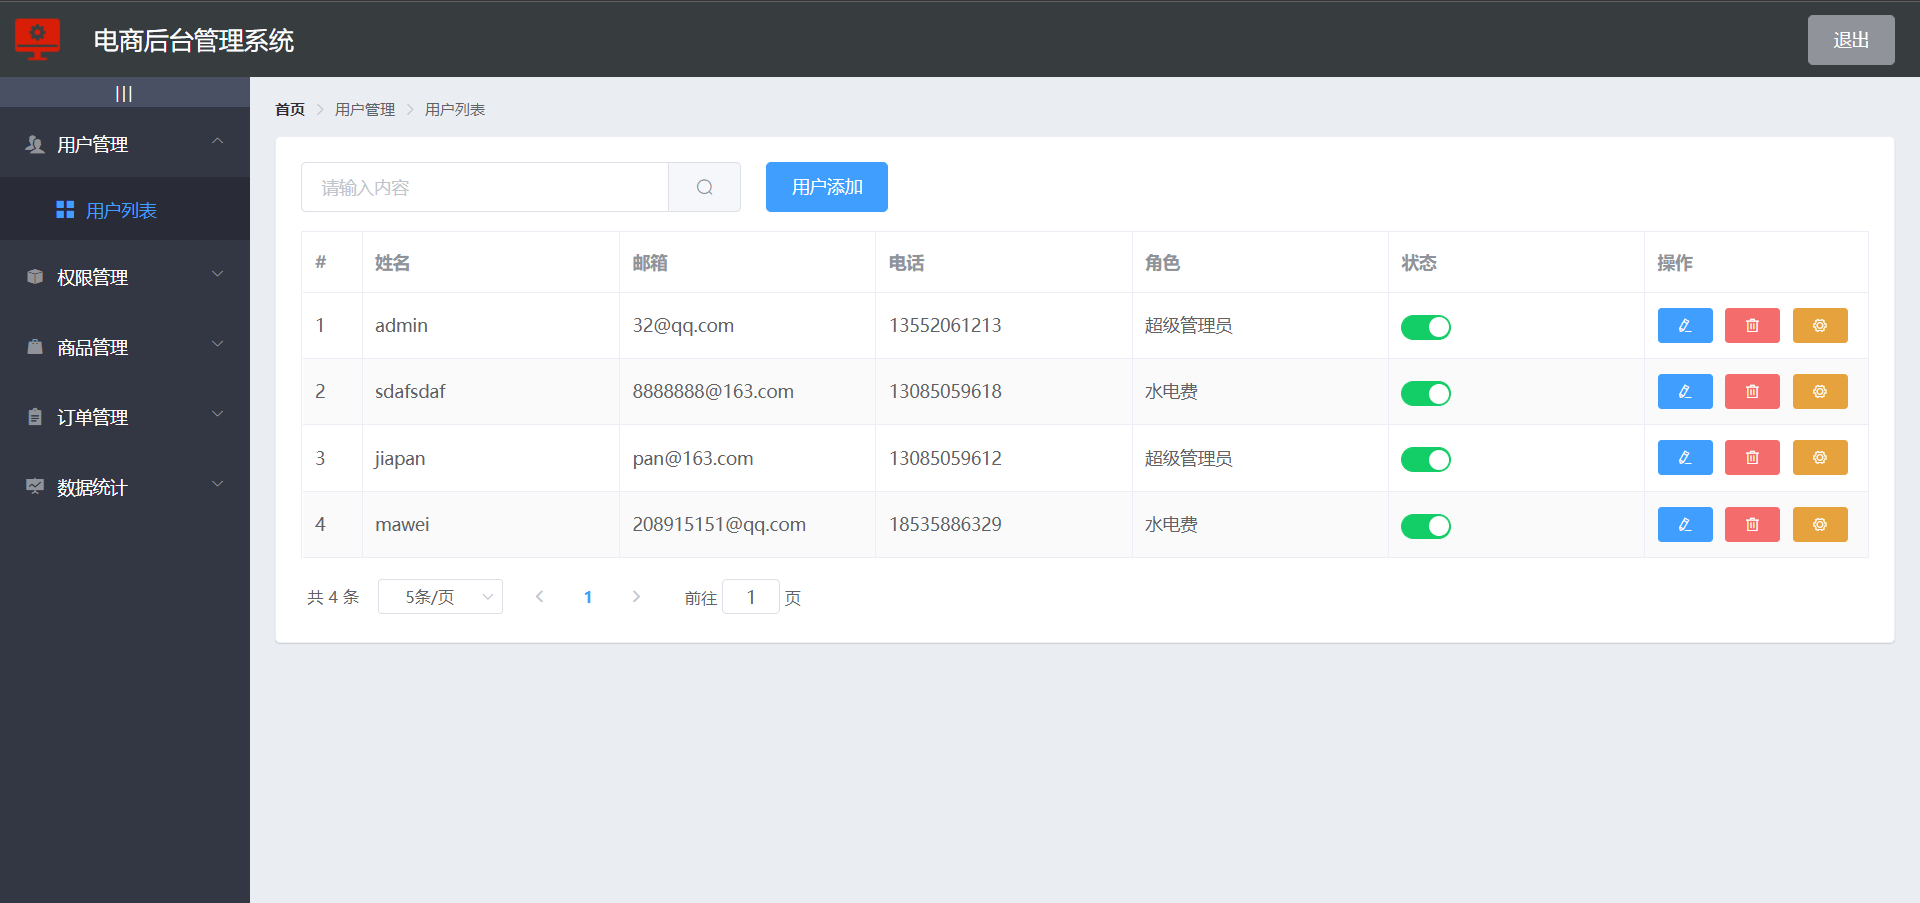 电商后台管理系统
退出
|||
用户管理
用户列表
权限管理
商品管理
订单管理
数据统计
首页 用户管理 用户列表
请输入内容
用户添加
# 姓名 邮箱 电话 角色 状态 操作
1 admin 32@qq.com 13552061213 超级管理员
2 sdafsdaf 8888888@163.com 13085059618 水电费
3 jiapan pan@163.com 13085059612 超级管理员
4 mawei 208915151@qq.com 18535886329 水电费
共 4 条 5条/页 1 前往 1 页